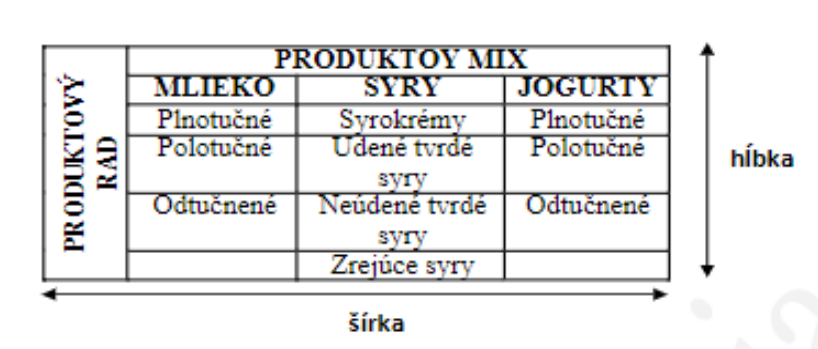 PRODUKTOVÝ
RAD
PRODUKTOY MIX
MLIEKO SYRY JOGURTY
Plnotučné Syrokrémy Plnotučné
Polotučné Údené tvrdé Polotučné
syry
Odtučnené Neúdené tvrdé Odtučnené
syry
Zrejúce syry
hĺbka
šírka